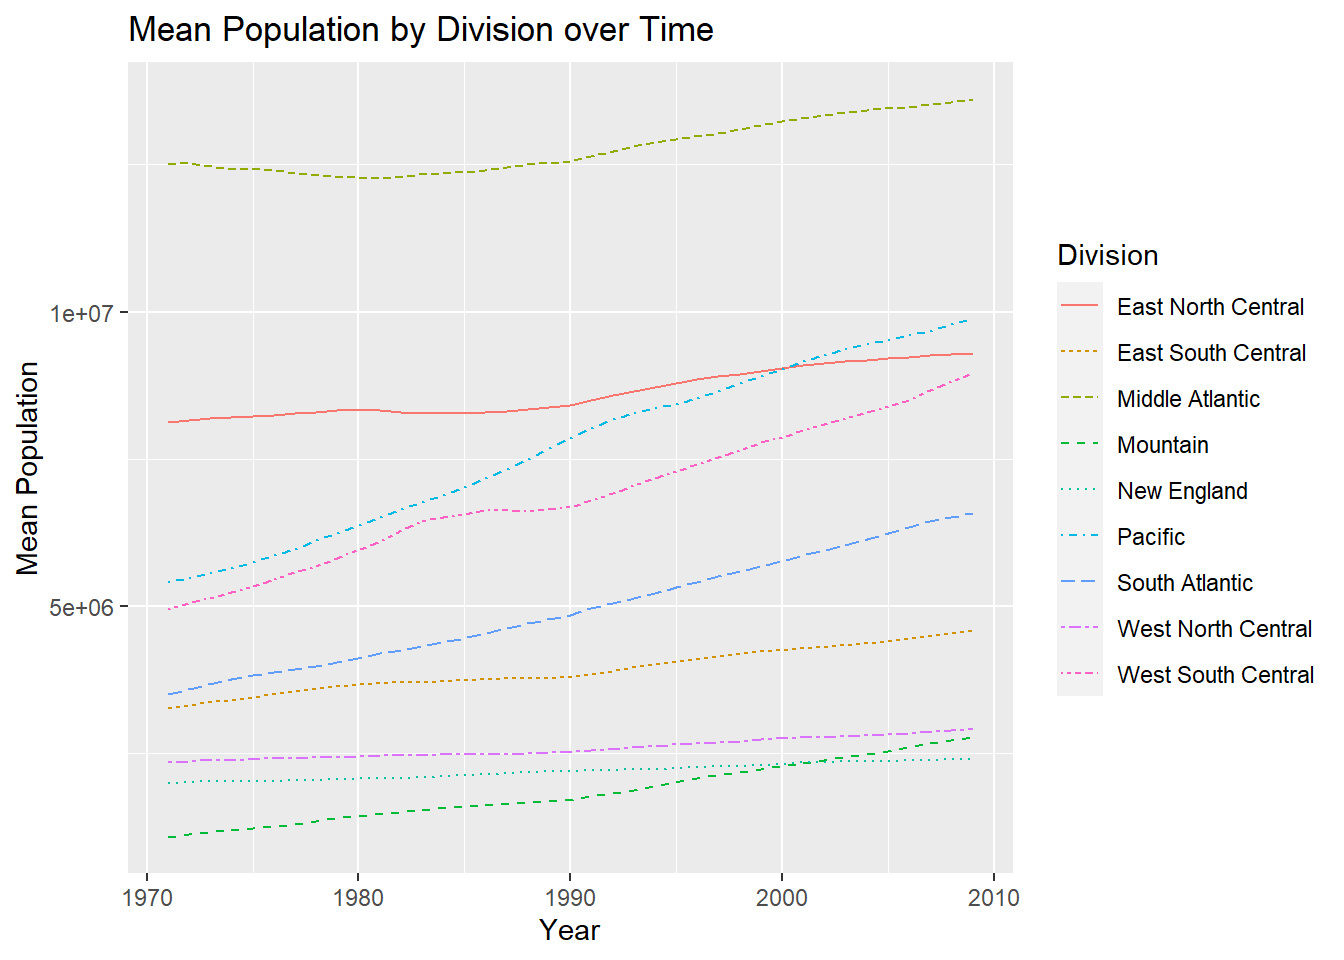 Mean Population by Division over Time
Mean Population
1e+07
5e+06
1970 1980 1990 2000 2010
Year
Division
East North Central
East South Central
Middle Atlantic
Mountain
New England
Pacific
South Atlantic
West North Central
West South Central